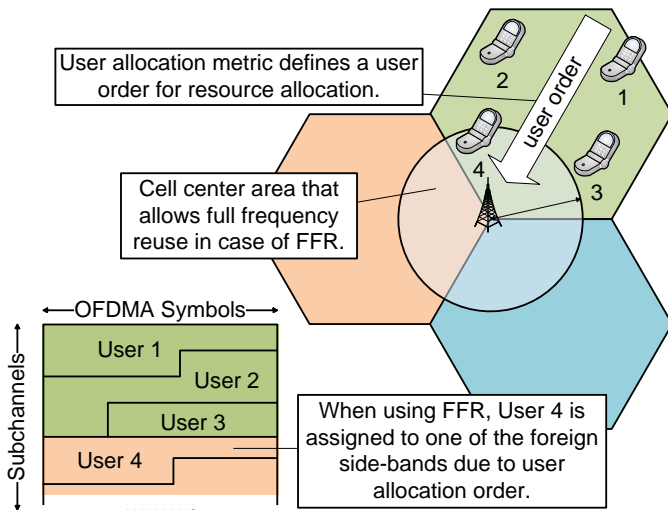 User allocation metric defines a user
order for resource allocation.
2
1
user order
4
3
Cell center area that
allows full frequency
reuse in case of FFR.
OFDMA Symbols
Subchannels
User 1
User 2
User 3
User 4
When using FFR, User 4 is
assigned to one of the foreign
side-bands due to user
allocation order.